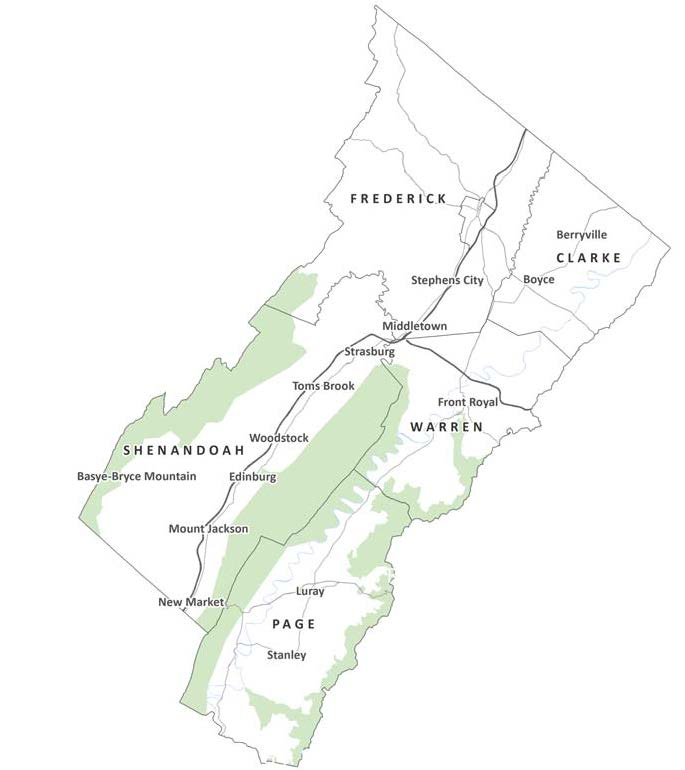 FREDERICK
Berryville
CLARKE
Stephens City
Boyce
Middletown
Strasburg
Toms Brook
Front Royal
WARREN
Woodstock
SHENANDOAH
Basye-Bryce Mountain
Edinburg
Mount Jackson
New Market
Luray
PAGE
Stanley